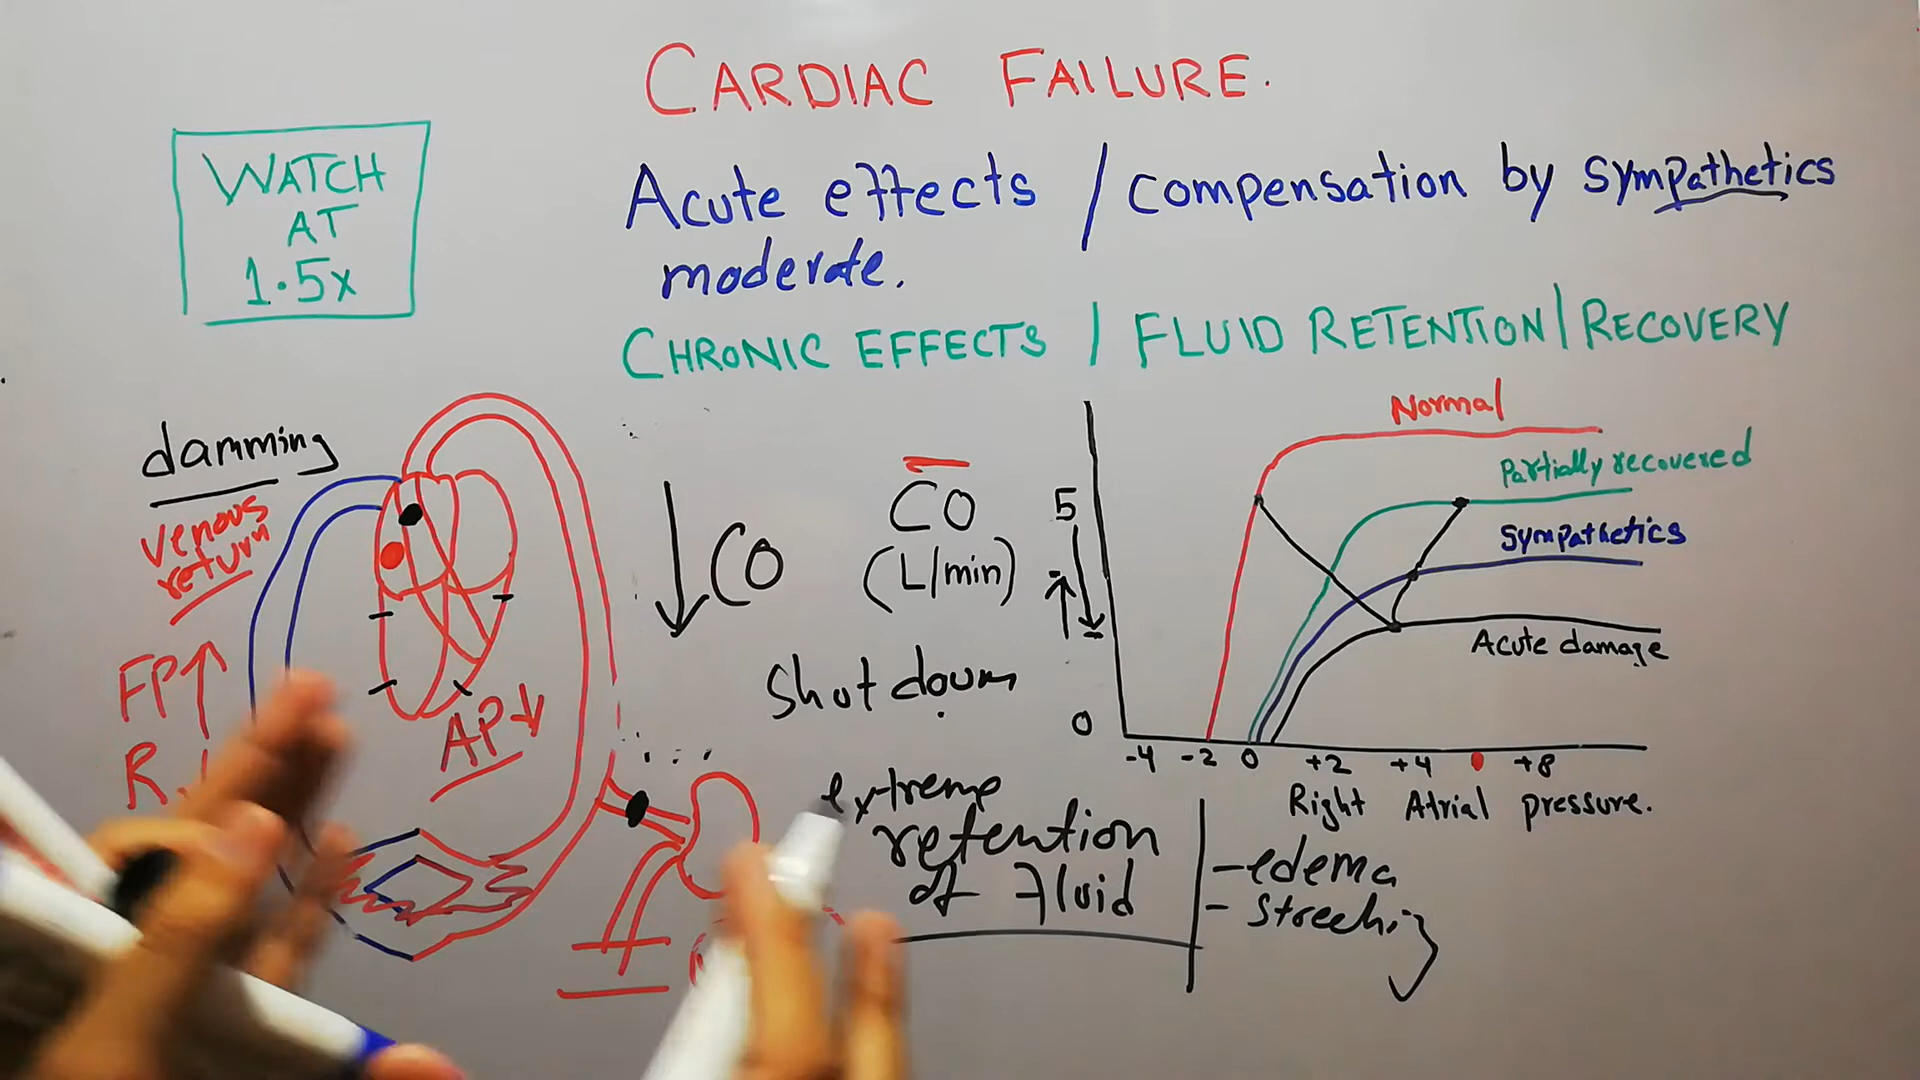 CARDIAC FAILURE.
WATCH
AT
1.5x
Acute effects / compensation by sympathetics
moderate.
CHRONIC EFFECTS / FLUID RETENTION / RECOVERY
damming
venous
return
FP↑
R
AP↓
↓CO
CO
(L/min)
shut down
extreme
retention
of Fluid
- edema
- streehi
Normal
Partially recovered
Sympathetics
Acute damage
5
0
-4 -2 0 +2 +4 +8
Right Atrial pressure.